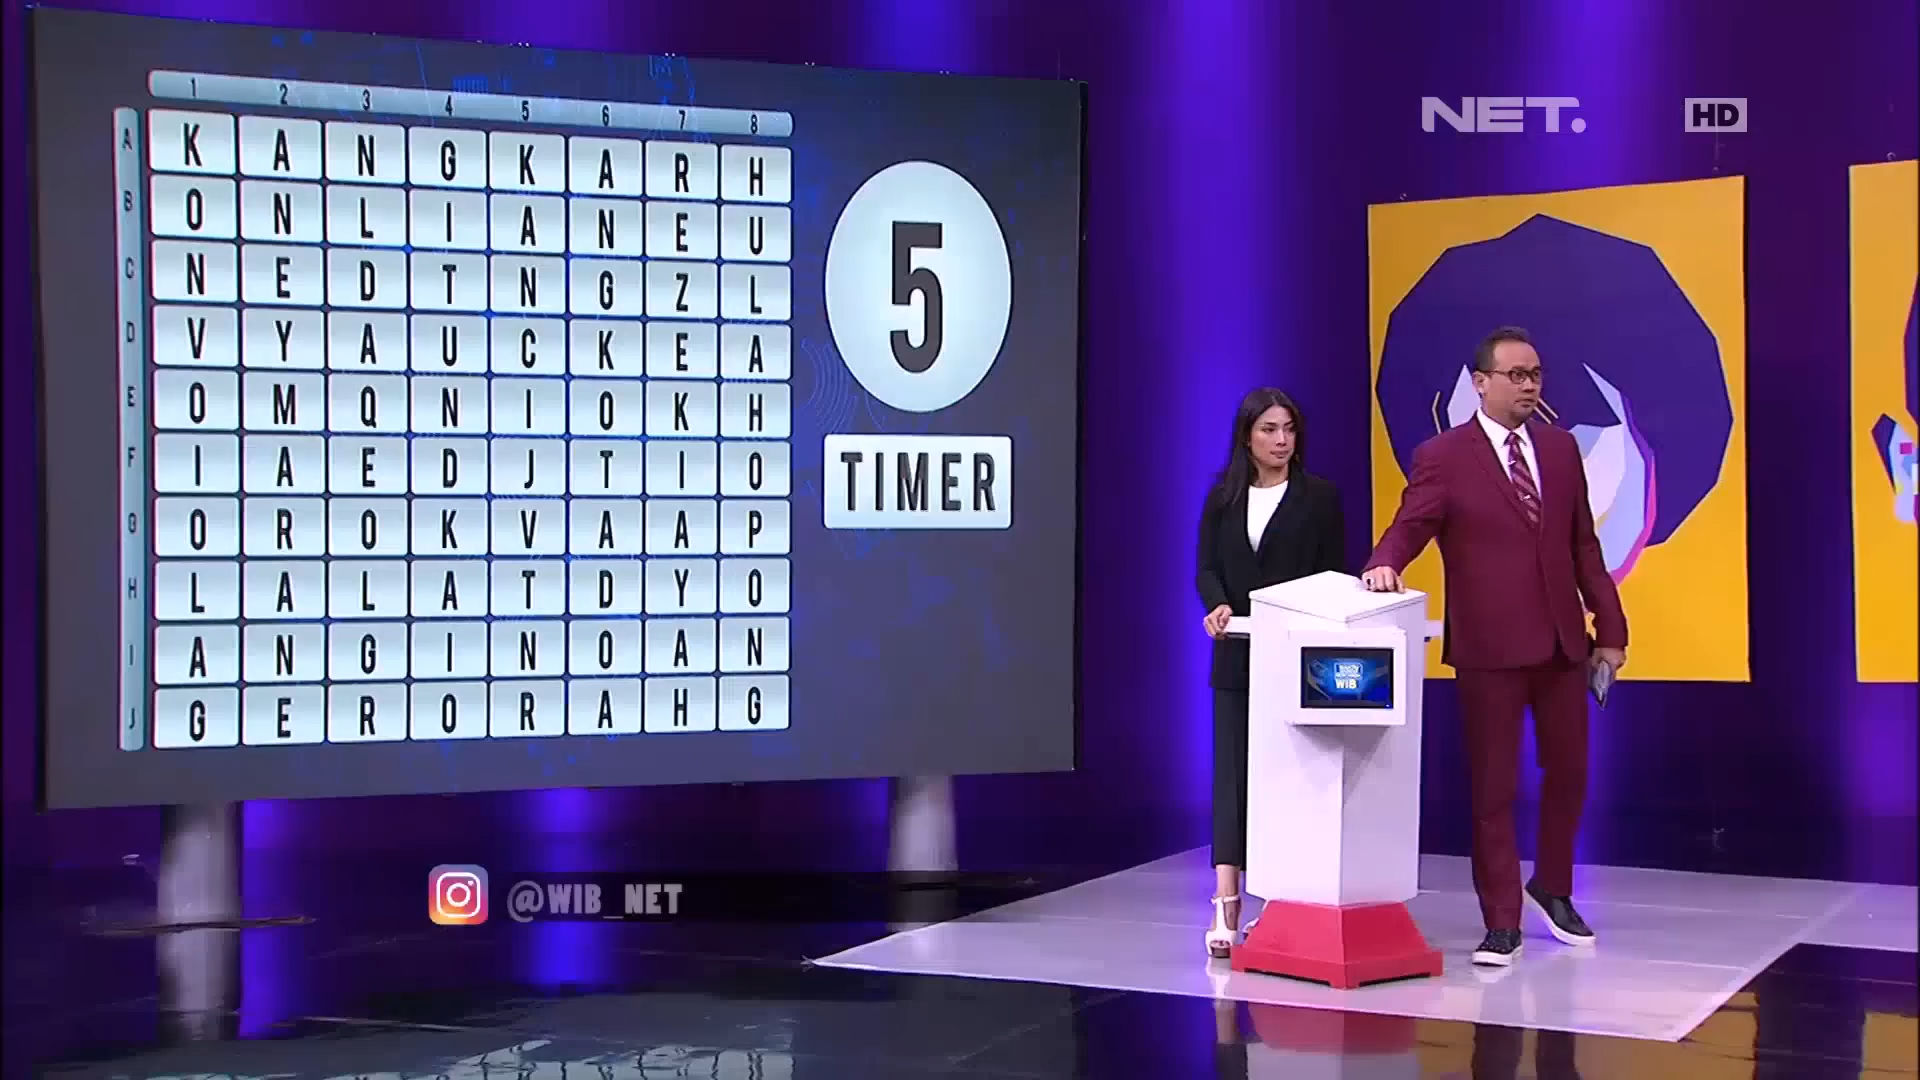 NET. HD
1 2 3 4 5 6 7 8
A K A N G K A R H
B O N L I A N E U
C N E D T N G Z L
D V Y A U C K E A
E O M Q N I O K H
F I A E D J T I O
G O R O K V A A P
H L A L A T D Y O
I A N G I N O A N
J G E R O R A H G
5
TIMER
WIB
@WIB_NET